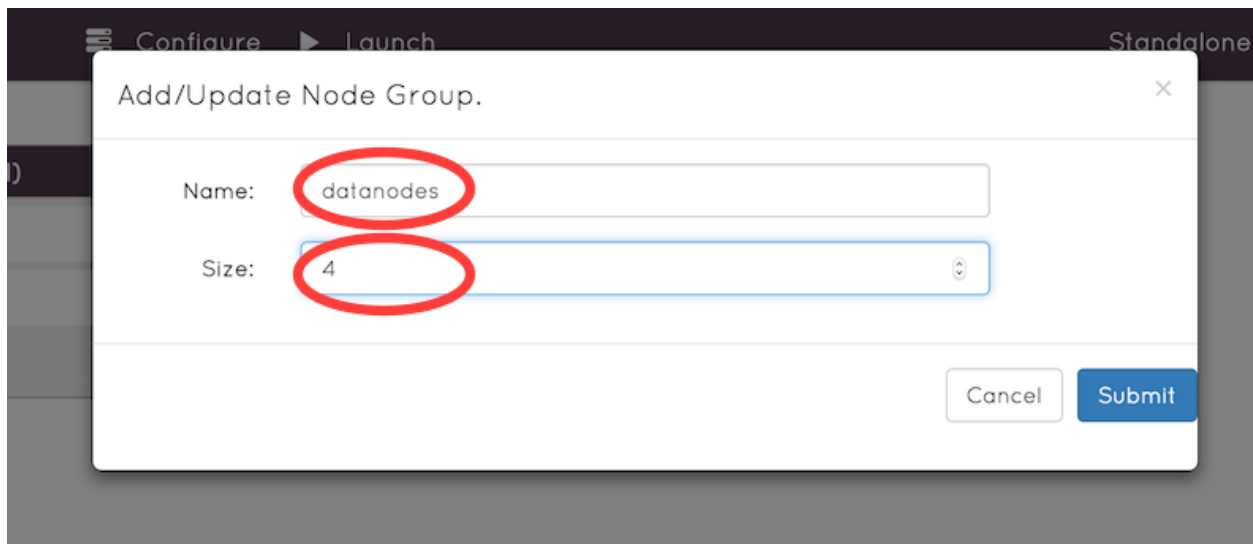 Configure Launch Standalone
Add/Update Node Group. ×
Name: datanodes
Size: 4
Cancel Submit